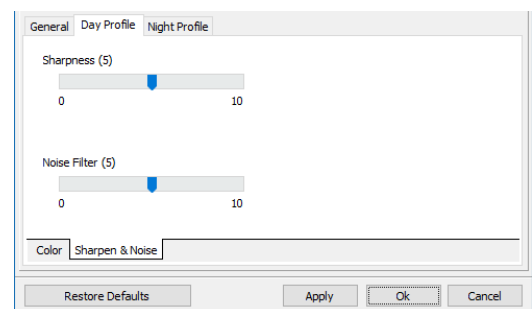 General Day Profile Night Profile
Sharpness (5)
0 10
Noise Filter (5)
0 10
Color Sharpen & Noise
Restore Defaults Apply Ok Cancel